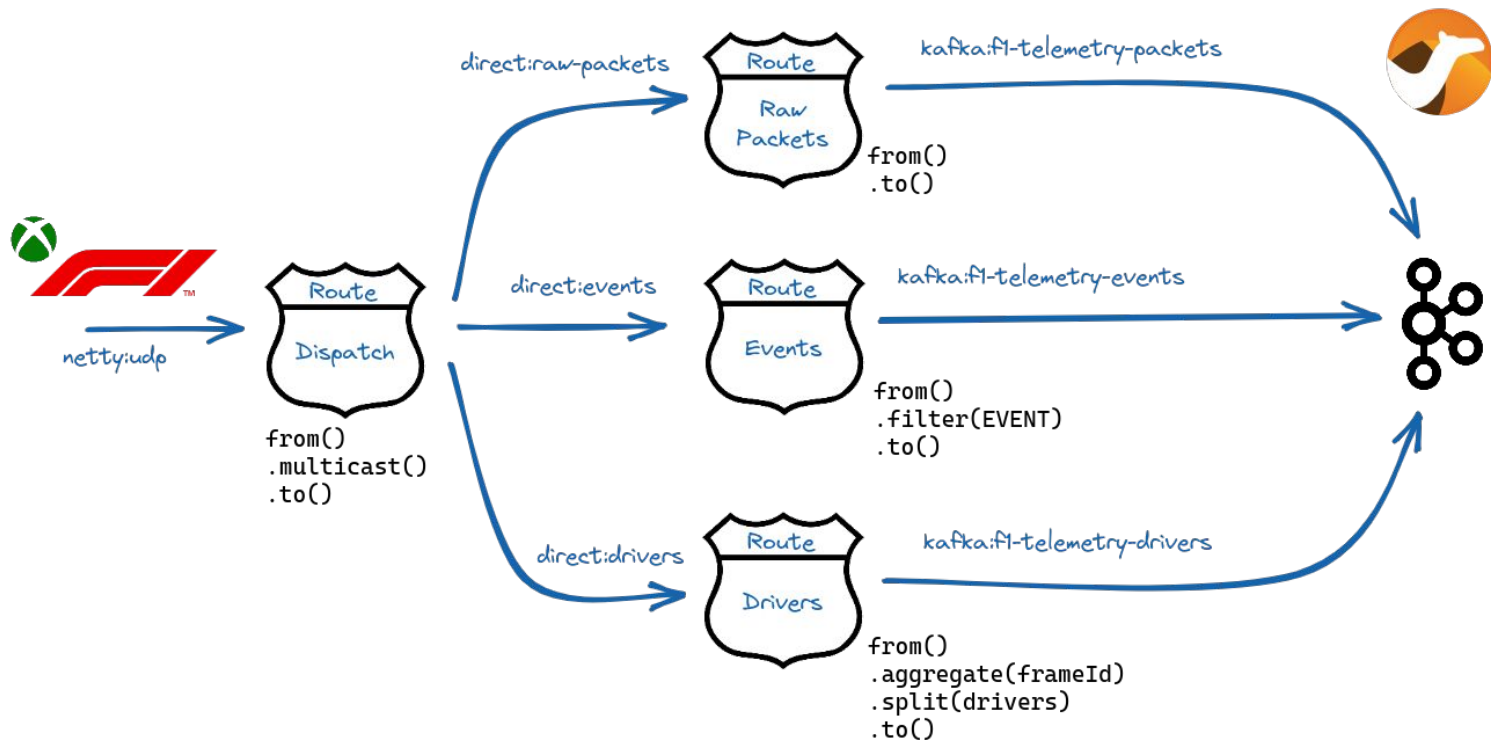 direct:raw-packets
Route
Raw
Packets
from()
.to()
kafka:f1-telemetry-packets
F1
TM
netty:udp
Route
Dispatch
from()
.multicast()
.to()
direct:events
Route
Events
from()
.filter(EVENT)
.to()
kafka:f1-telemetry-events
direct:drivers
Route
Drivers
from()
.aggregate(frameId)
.split(drivers)
.to()
kafka:f1-telemetry-drivers